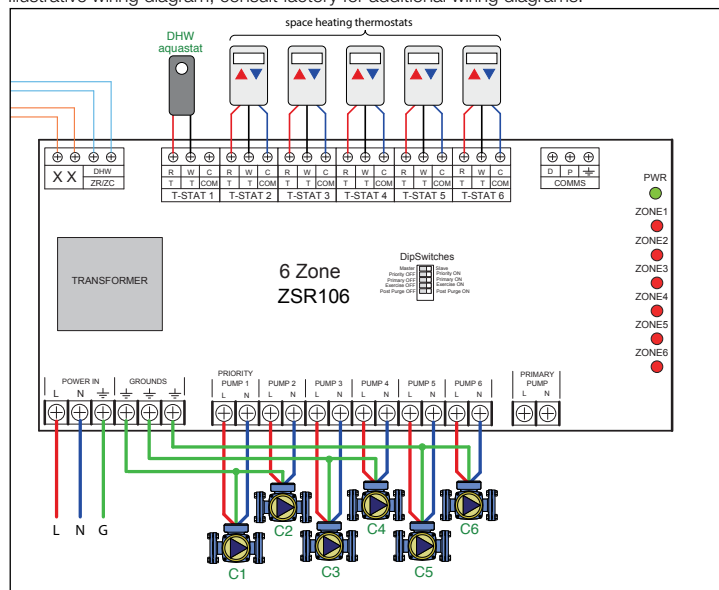 illustrative wiring diagram, consult factory for additional wiring diagrams.
space heating thermostats
DHW
aquastat
X X
DHW
ZR/ZC
R W C
T T COM
T-STAT 1
R W C
T T COM
T-STAT 2
R W C
T T COM
T-STAT 3
R W C
T T COM
T-STAT 4
R W C
T T COM
T-STAT 5
R W C
T T COM
T-STAT 6
D P
COMMS
PWR
ZONE1
ZONE2
ZONE3
ZONE4
ZONE5
ZONE6
TRANSFORMER
6 Zone
ZSR106
DipSwitches
Master Slave
Priority OFF Priority ON
Primary OFF Primary ON
Exercise OFF Exercise ON
Post Purge OFF Post Purge ON
POWER IN
L N
GROUNDS
PRIORITY
PUMP 1
L N
PUMP 2
L N
PUMP 3
L N
PUMP 4
L N
PUMP 5
L N
PUMP 6
L N
PRIMARY
PUMP
L N
L N G
C1
C2
C3
C4
C5
C6